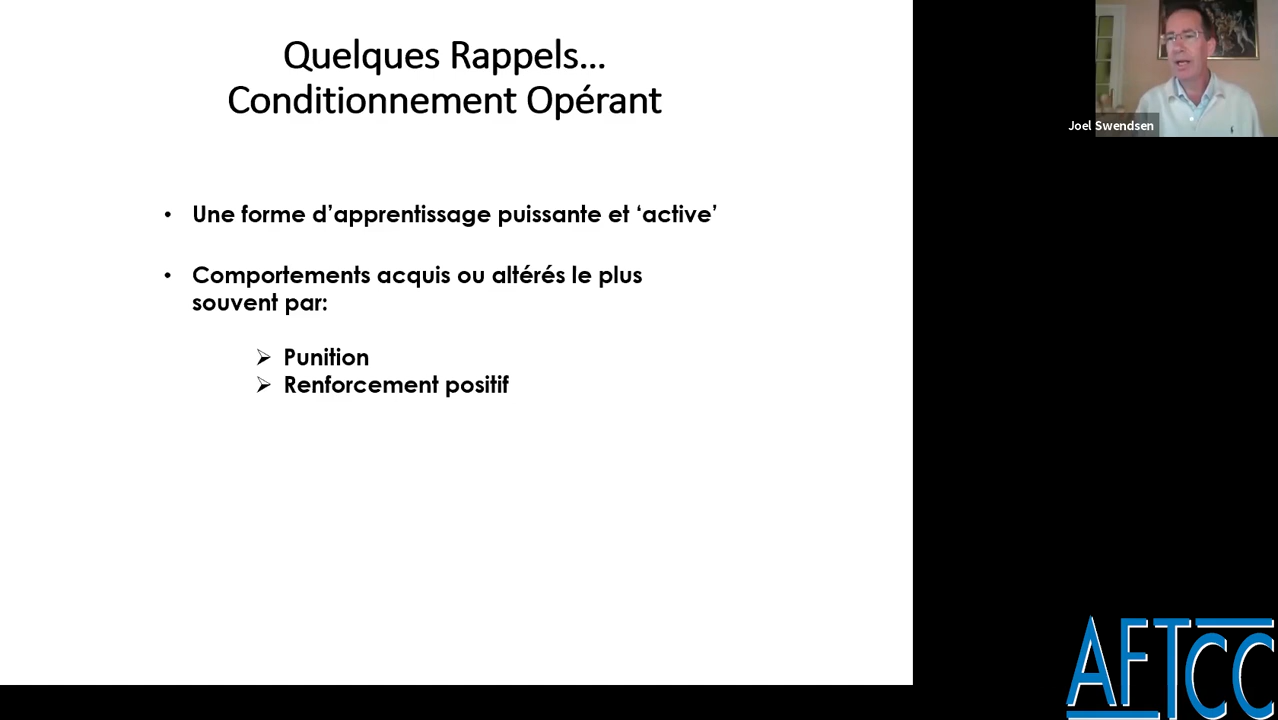 Quelques Rappels...
Conditionnement Opérant
• Une forme d’apprentissage puissante et ‘active’
• Comportements acquis ou altérés le plus
souvent par:
➢ Punition
➢ Renforcement positif
Joel Swendsen
AFTCC